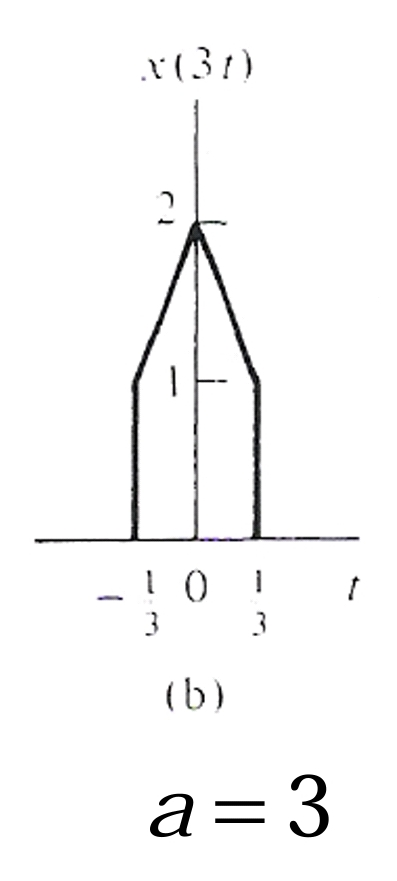 x(3t)
2
1
− 1/3 0 1/3 t
(b)
a = 3